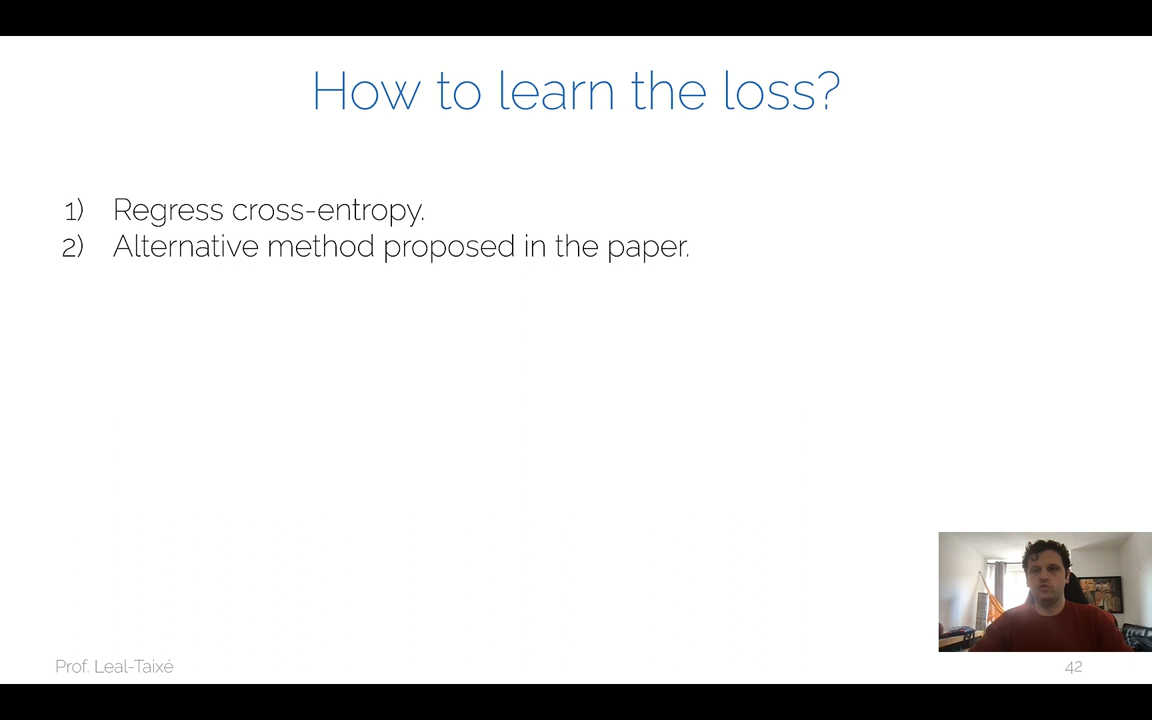 How to learn the loss?
1) Regress cross-entropy.
2) Alternative method proposed in the paper.
Prof. Leal-Taixé
42